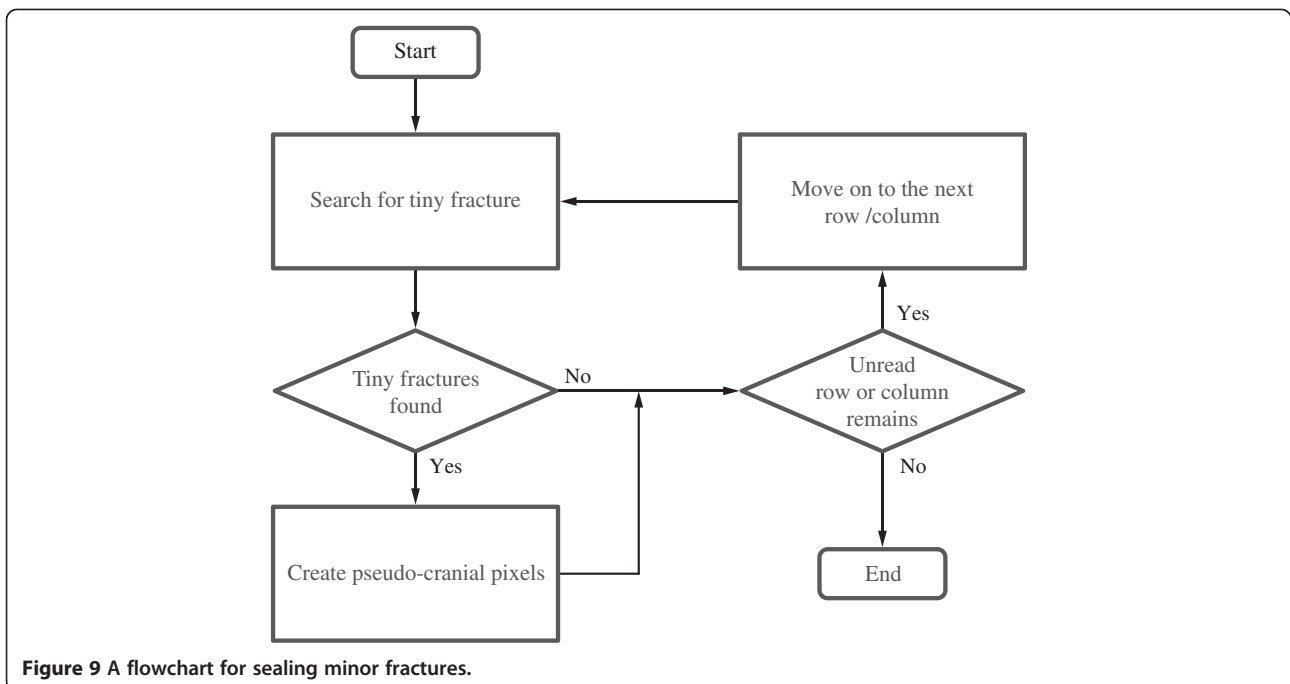 Start
Search for tiny fracture
Move on to the next
row /column
Yes
Tiny fractures
found
No
Unread
row or column
remains
Yes
No
Create pseudo-cranial pixels
End
Figure 9 A flowchart for sealing minor fractures.